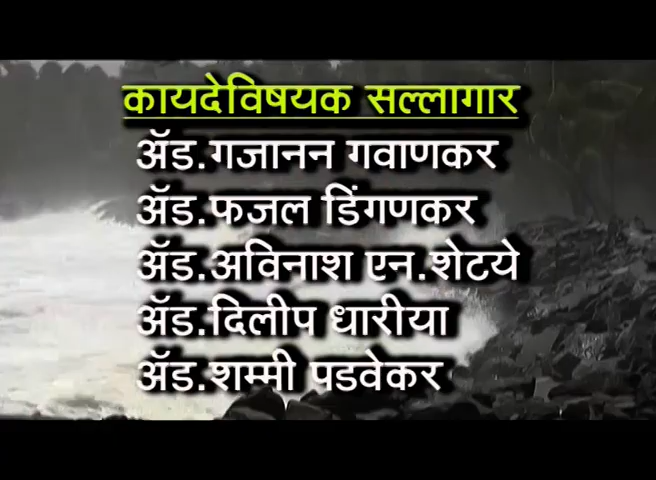 कायदेविषयक सल्लागार
ॲड.गजानन गवाणकर
ॲड.फजल डिंगणकर
ॲड.अविनाश एन.शेटये
ॲड.दिलीप धारीया
ॲड.शम्मी पडवेकर